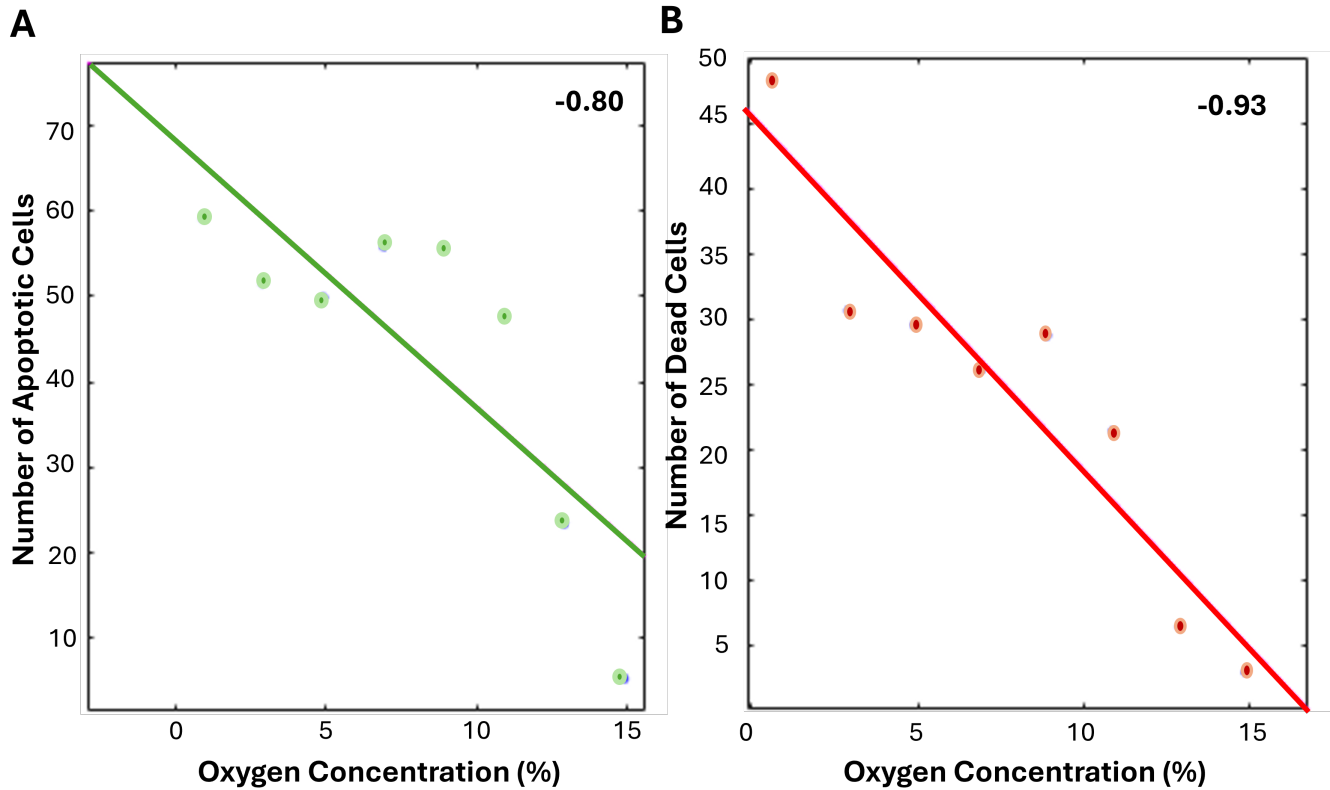 A
-0.80
70
60
50
40
30
20
10
Number of Apoptotic Cells
0 5 10 15
Oxygen Concentration (%)
B
-0.93
50
45
40
35
30
25
20
15
10
5
Number of Dead Cells
0 5 10 15
Oxygen Concentration (%)